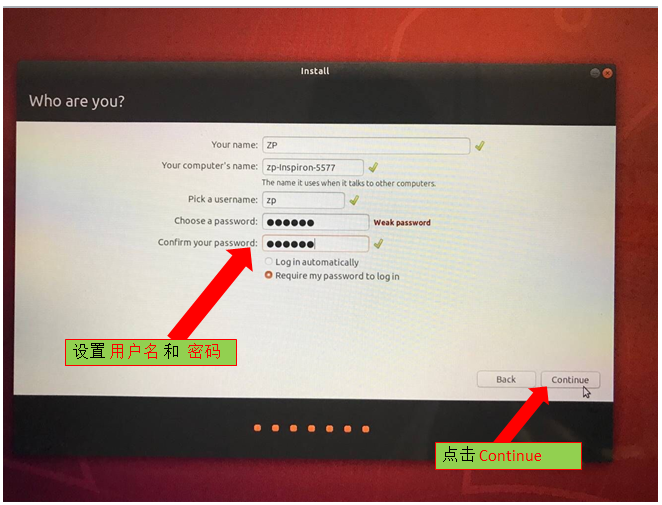 Install
Who are you?
Your name: ZP
Your computer's name: zp-Inspiron-5577
The name it uses when it talks to other computers.
Pick a username: zp
Choose a password: ●●●●●● Weak password
Confirm your password: ●●●●●●
Log in automatically
Require my password to log in
设置 用户名 和 密码
Back Continue
点击 Continue